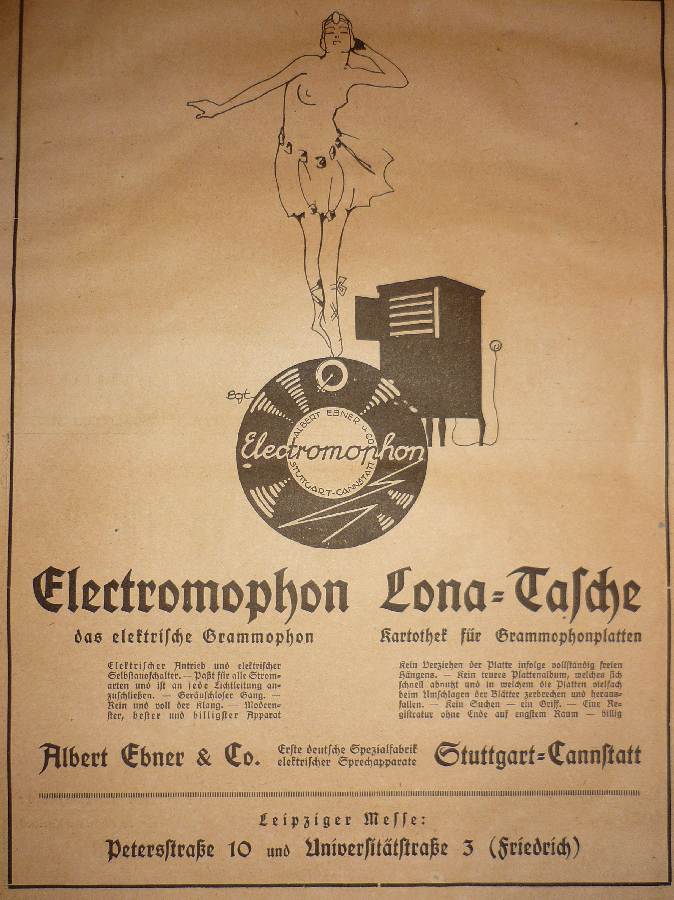 Bgt.
ALBERT EBNER & CO.
Electromophon
STUTTGART-CANNSTATT
Electromophon
das elektrische Grammophon
Elektrischer Antrieb und elektrischer
Selbstausschalter. — Paßt für alle Strom-
arten und ist an jede Lichtleitung an-
zuschließen. — Geräuschloser Gang. —
Rein und voll der Klang. — Modern-
ster, bester und billigster Apparat
Lona-Tasche
Kartothek für Grammophonplatten
Kein Verziehen der Platte infolge vollständig freien
Hängens. — Kein teures Plattenalbum, welches sich
schnell abnutzt und in welchem die Platten vielfach
beim Umschlagen der Blätter zerbrechen und heraus-
fallen. — Kein Suchen — ein Griff. — Eine Re-
gistratur ohne Ende auf engstem Raum — billig
Albert Ebner & Co.
Erste deutsche Spezialfabrik
elektrischer Sprechapparate
Stuttgart-Cannstatt
Leipziger Messe:
Petersstraße 10 und Universitätstraße 3 (Friedrich)